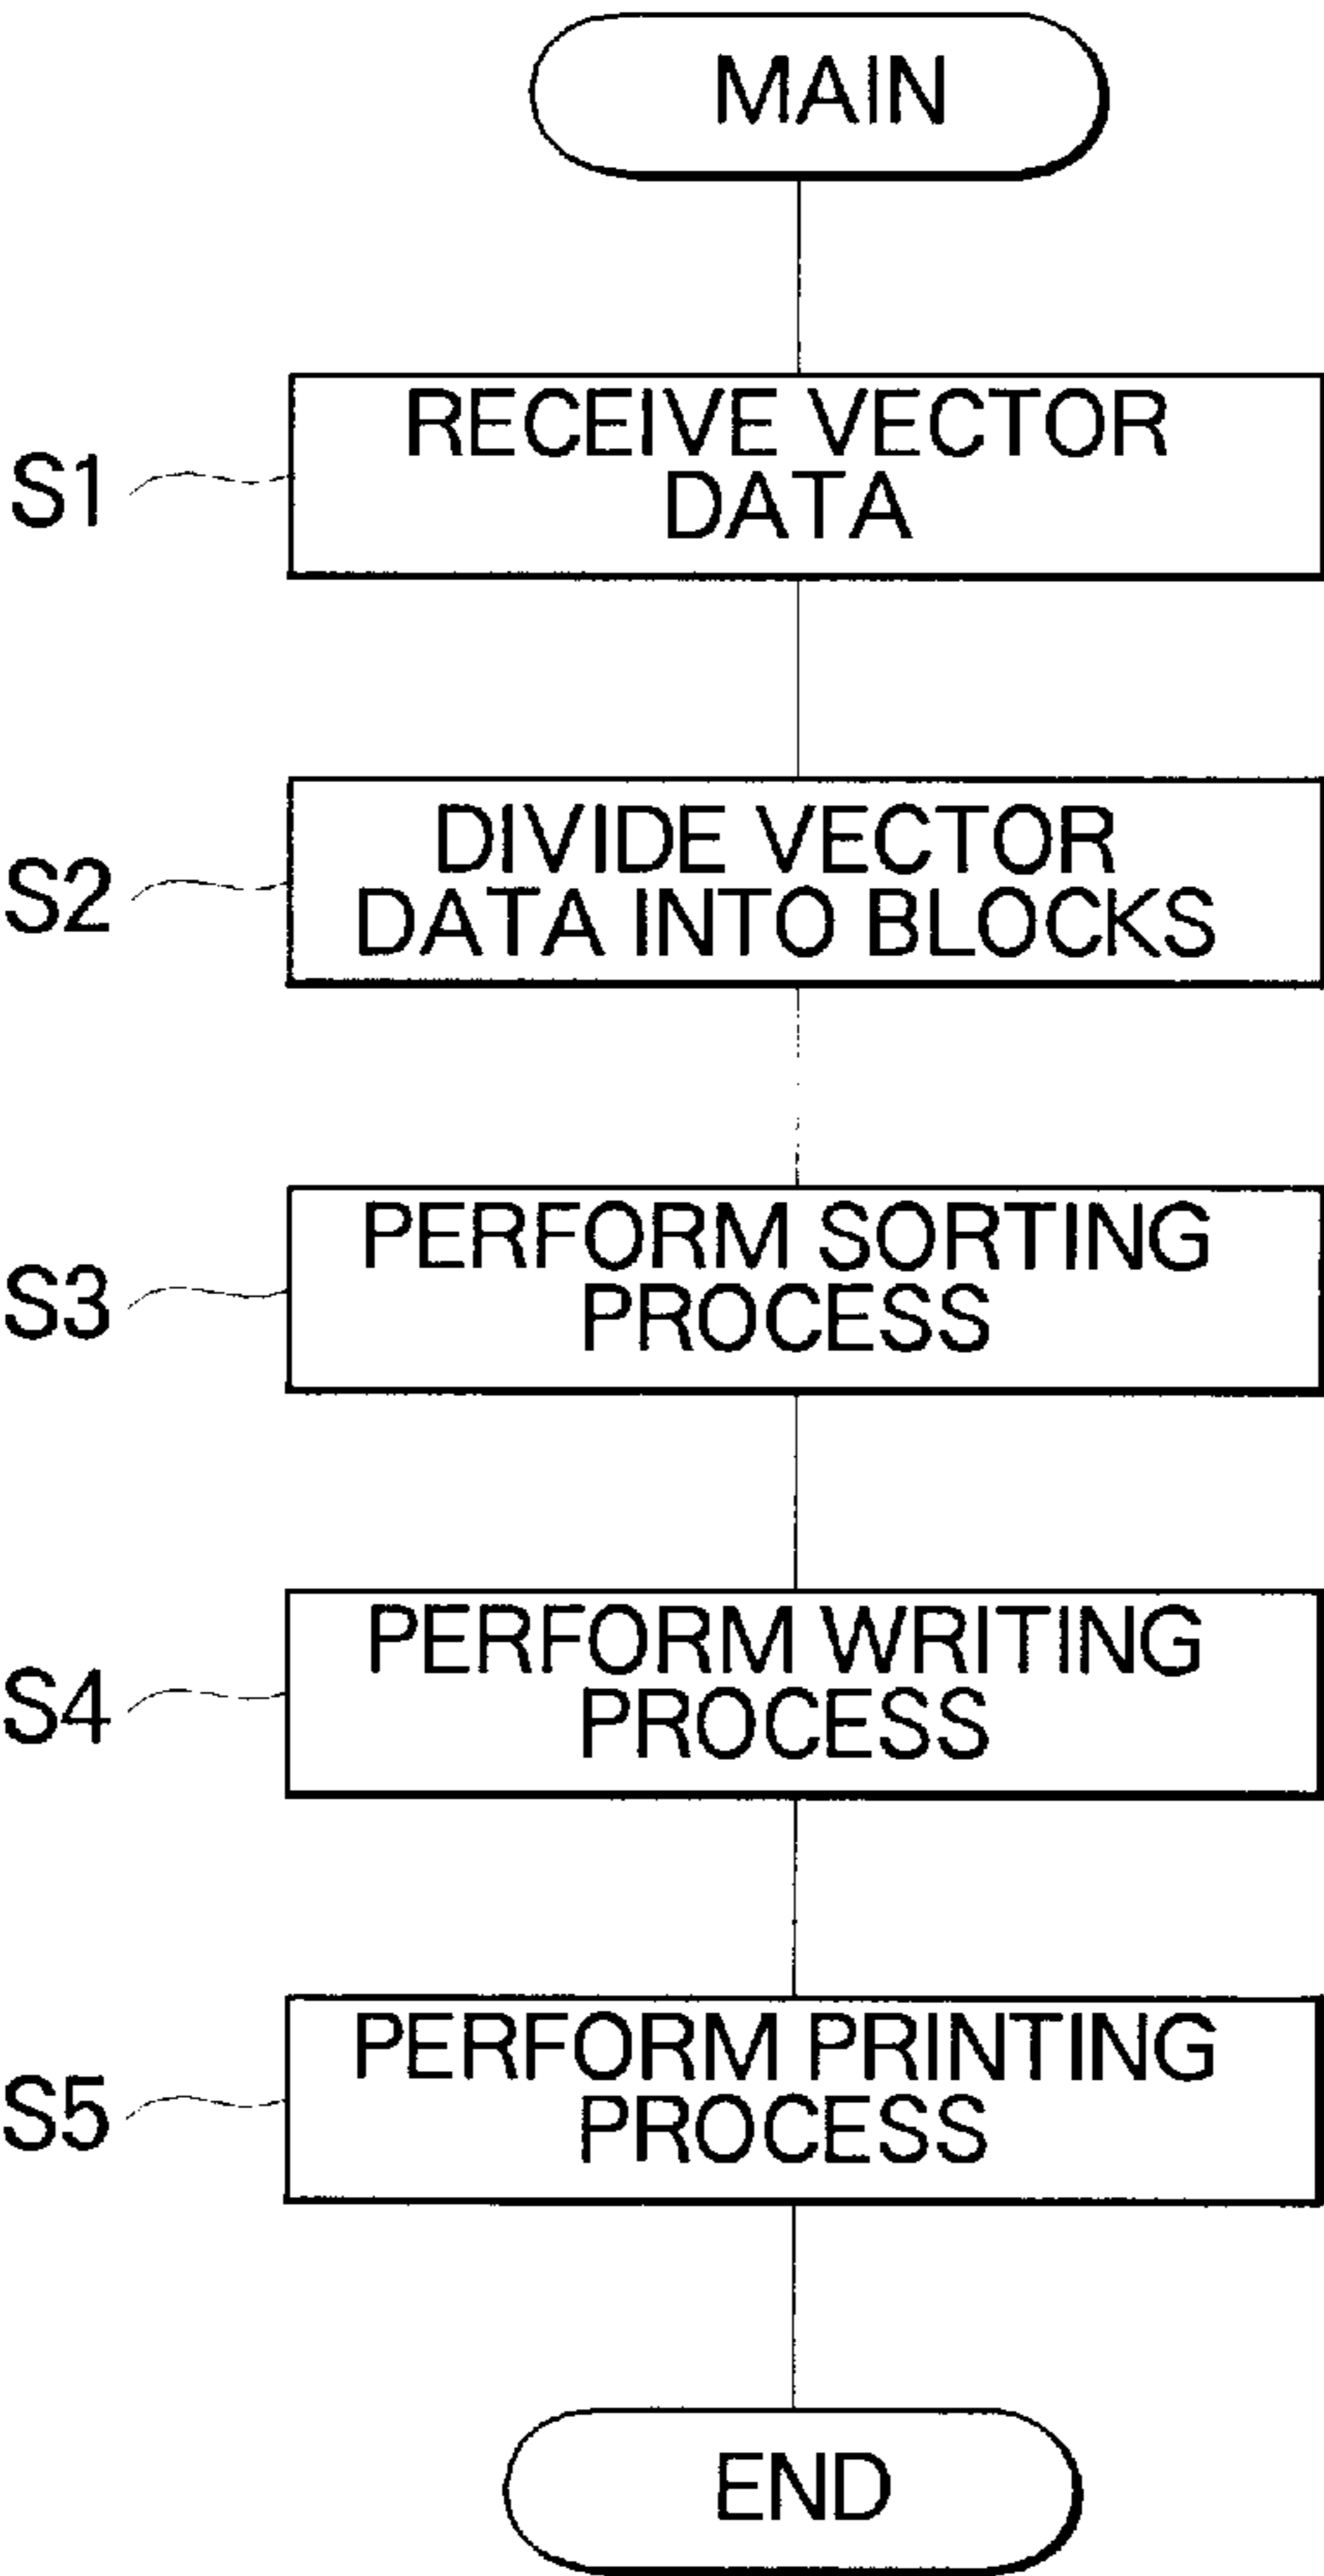 MAIN
S1
RECEIVE VECTOR
DATA
S2
DIVIDE VECTOR
DATA INTO BLOCKS
S3
PERFORM SORTING
PROCESS
S4
PERFORM WRITING
PROCESS
S5
PERFORM PRINTING
PROCESS
END